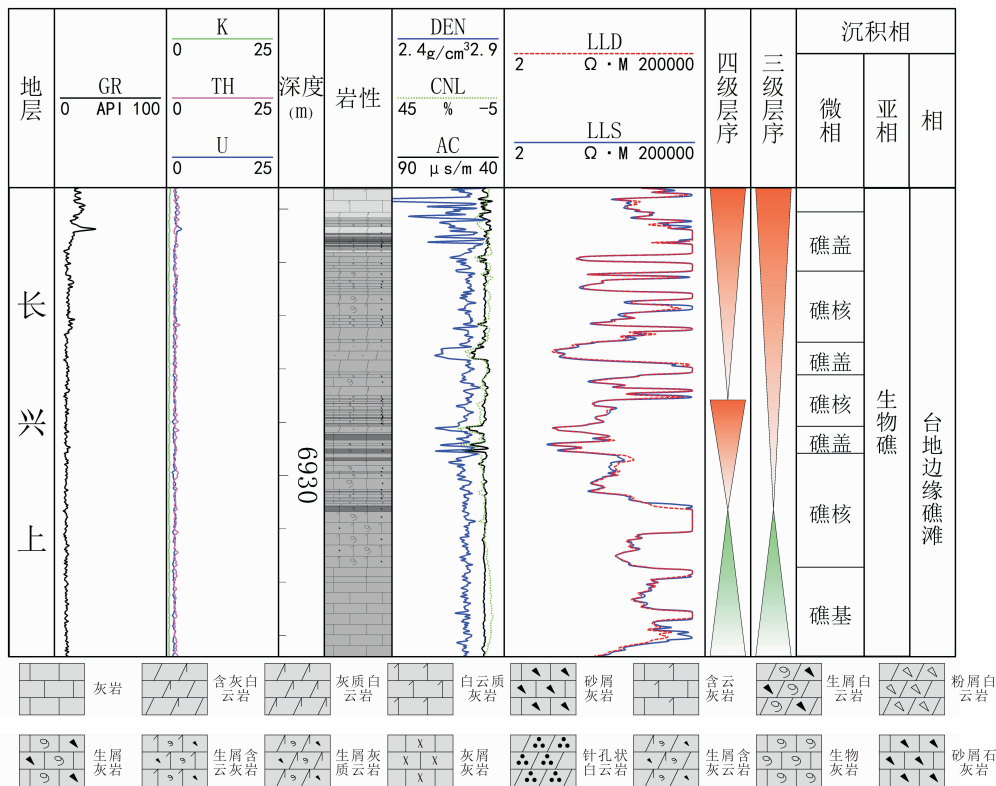 地层
GR
0 API 100
K
0 25
TH
0 25
U
0 25
深度
(m)
岩性
DEN
2.4g/cm³2.9
CNL
45 % -5
AC
90 μs/m 40
LLD
2 Ω·M 200000
LLS
2 Ω·M 200000
四级层序
三级层序
沉积相
微相
亚相
相
长兴上
6930
礁盖
礁核
礁盖
礁核
礁盖
礁核
礁基
生物礁
台地边缘礁滩
灰岩
含灰白
云岩
灰质白
云岩
白云质
灰岩
砂屑
灰岩
含云
灰岩
生屑白
云岩
粉屑白
云岩
生屑
灰岩
生屑含
云灰岩
生屑灰
质云岩
灰屑
灰岩
针孔状
白云岩
生屑含
灰云岩
生物
灰岩
砂屑石
灰岩